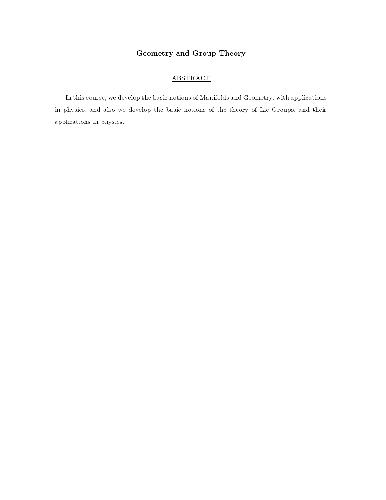 Geometry and Group Theory
ABSTRACT
In this course, we develop the basic notions of Manifolds and Geometry, with applications
in physics, and also we develop the basic notions of the theory of Lie Groups, and their
applications in physics.